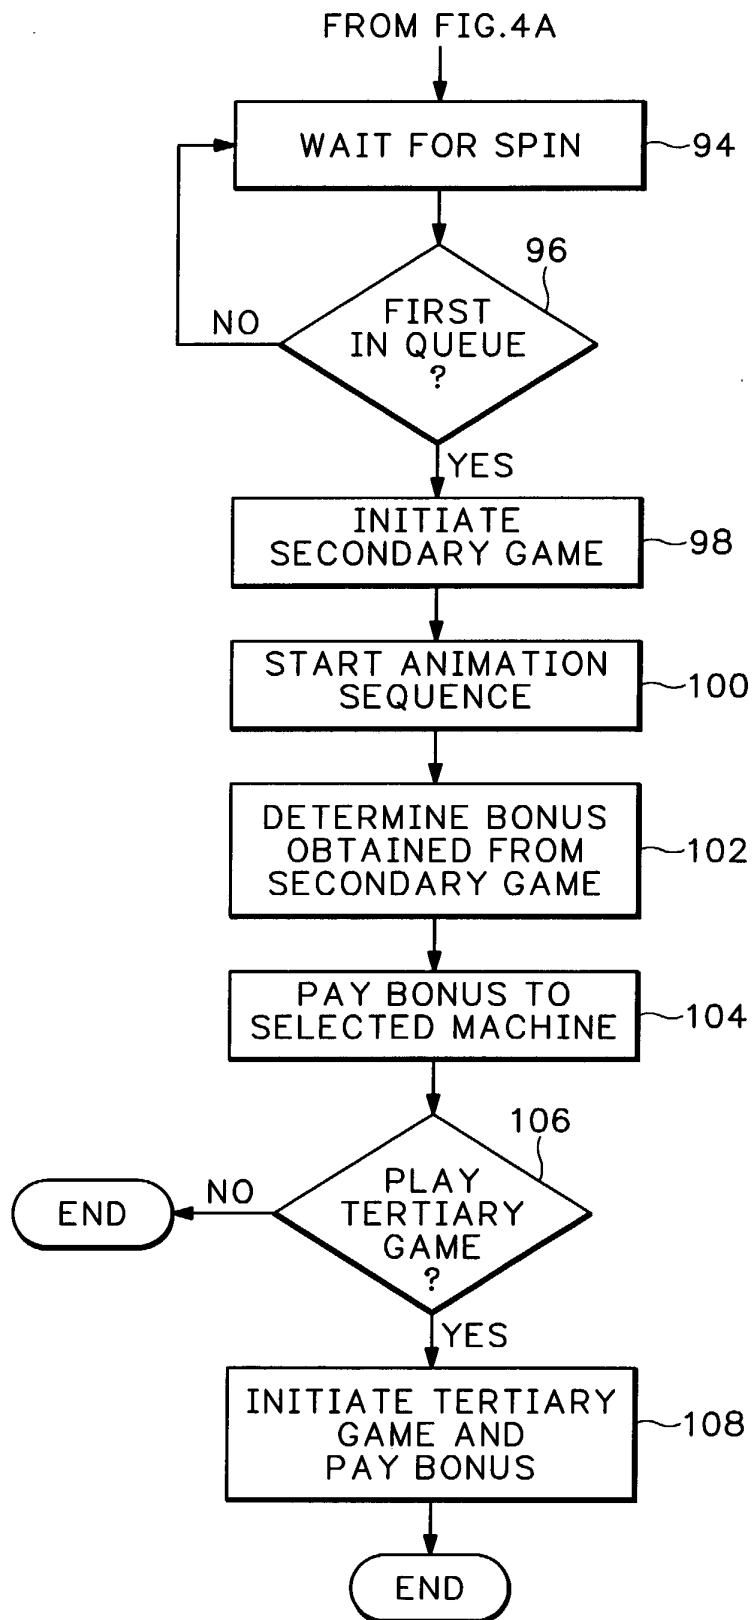 FROM FIG.4A
WAIT FOR SPIN
94
96
FIRST
IN QUEUE
?
NO
YES
INITIATE
SECONDARY GAME
98
START ANIMATION
SEQUENCE
100
DETERMINE BONUS
OBTAINED FROM
SECONDARY GAME
102
PAY BONUS TO
SELECTED MACHINE
104
106
PLAY
TERTIARY
GAME
?
NO
END
YES
INITIATE TERTIARY
GAME AND
PAY BONUS
108
END